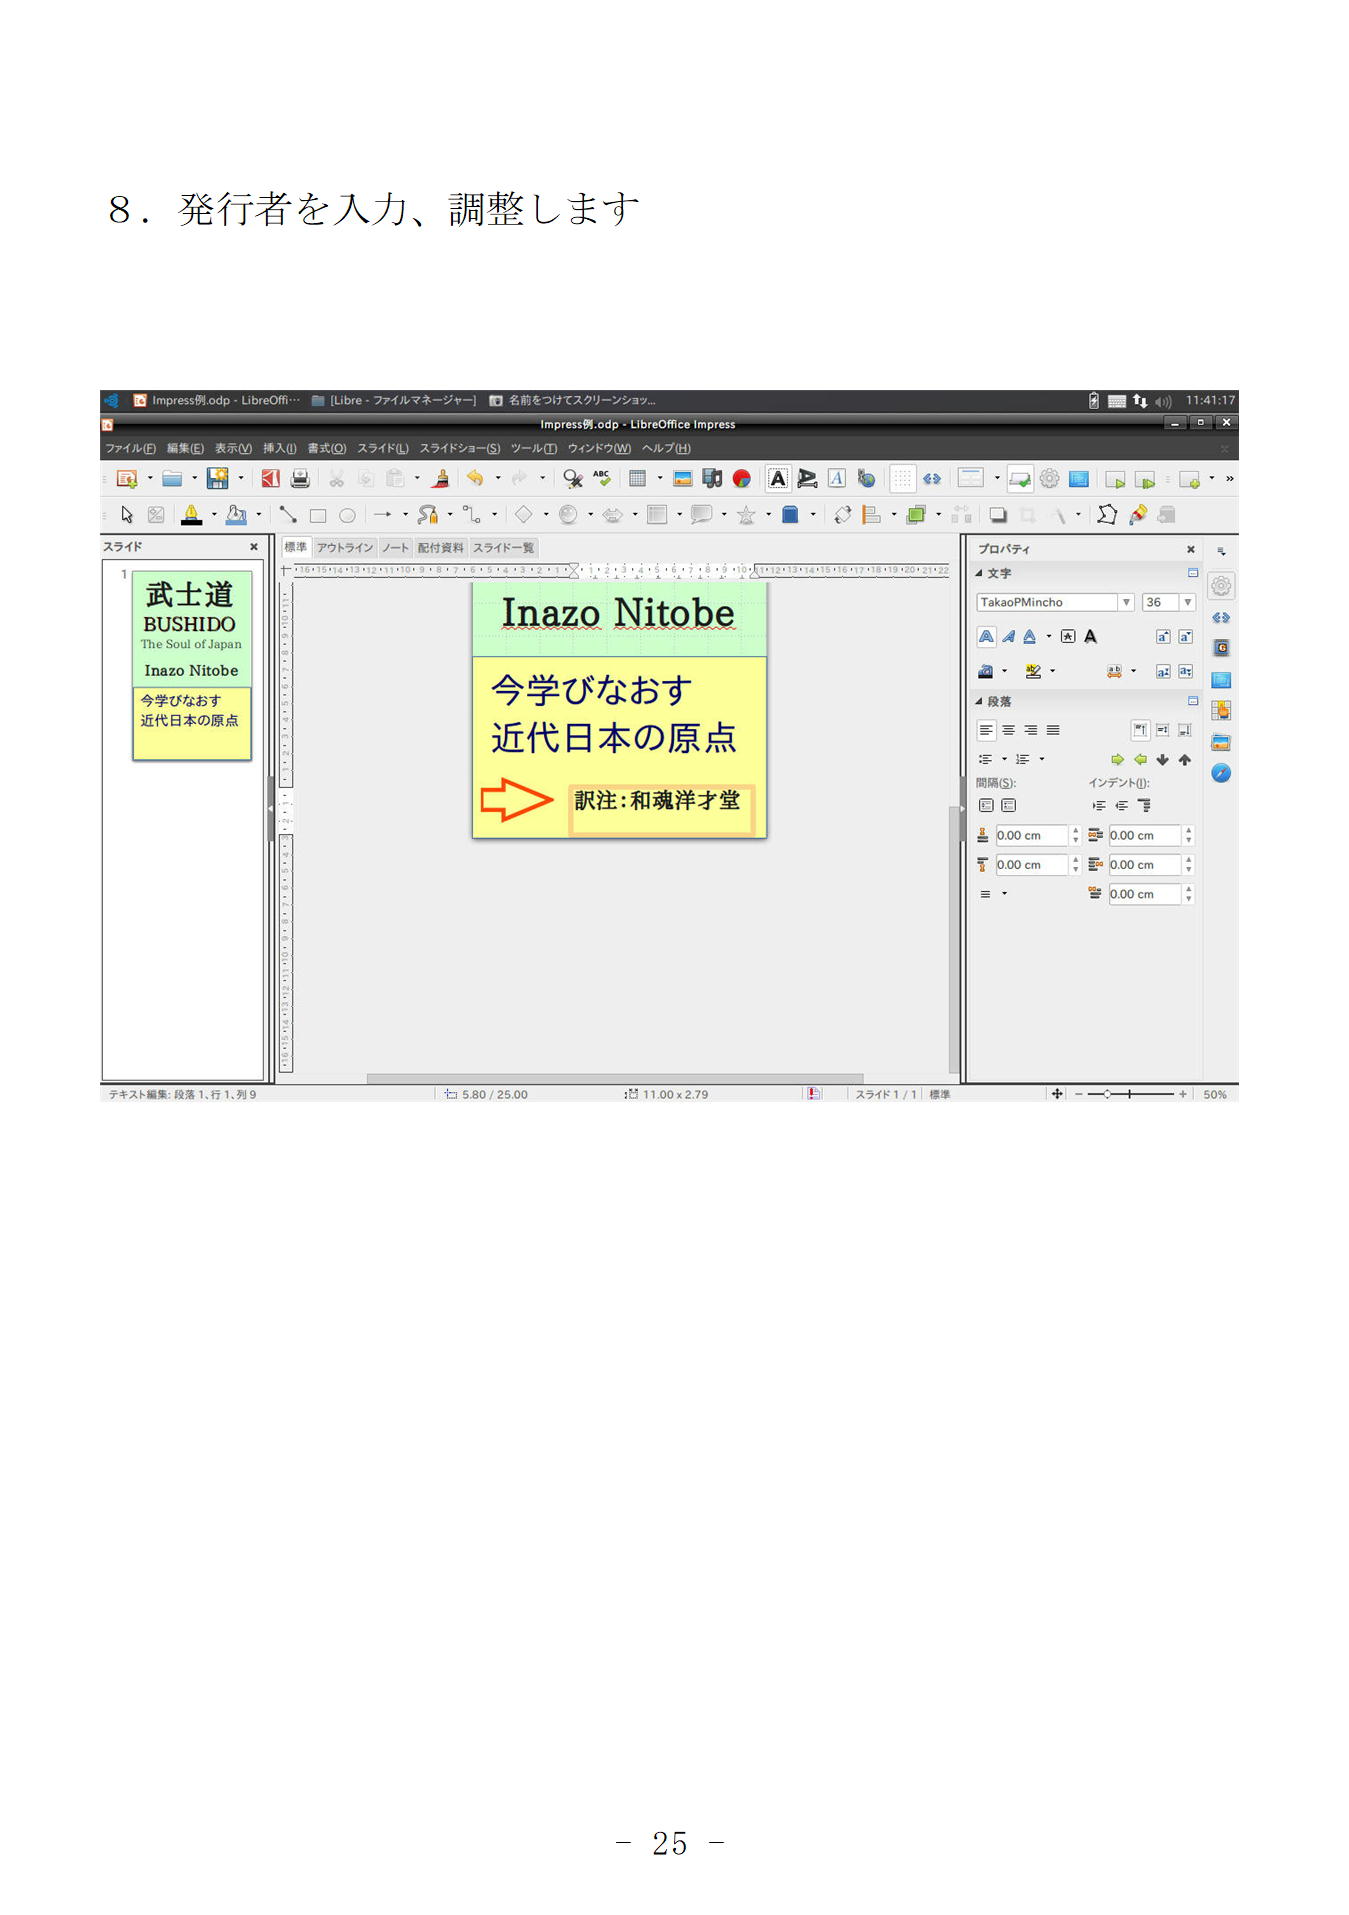 ８．発行者を入力、調整します
Impress例.odp - LibreOffi… [Libre - ファイルマネージャー] 名前をつけてスクリーンショッ... 11:41:17
Impress例.odp - LibreOffice Impress
ファイル(F) 編集(E) 表示(V) 挿入(I) 書式(O) スライド(L) スライドショー(S) ツール(T) ウィンドウ(W) ヘルプ(H)
スライド
1
武士道
BUSHIDO
The Soul of Japan
Inazo Nitobe
今学びなおす
近代日本の原点
標準 アウトライン ノート 配付資料 スライド一覧
Inazo Nitobe
今学びなおす
近代日本の原点
訳注:和魂洋才堂
プロパティ
文字
TakaoPMincho 36
段落
間隔(S): インデント(I):
0.00 cm 0.00 cm
0.00 cm 0.00 cm
0.00 cm
テキスト編集: 段落 1、行 1、列 9 5.80 / 25.00 11.00 x 2.79 スライド 1 / 1 標準 50%
- 25 -